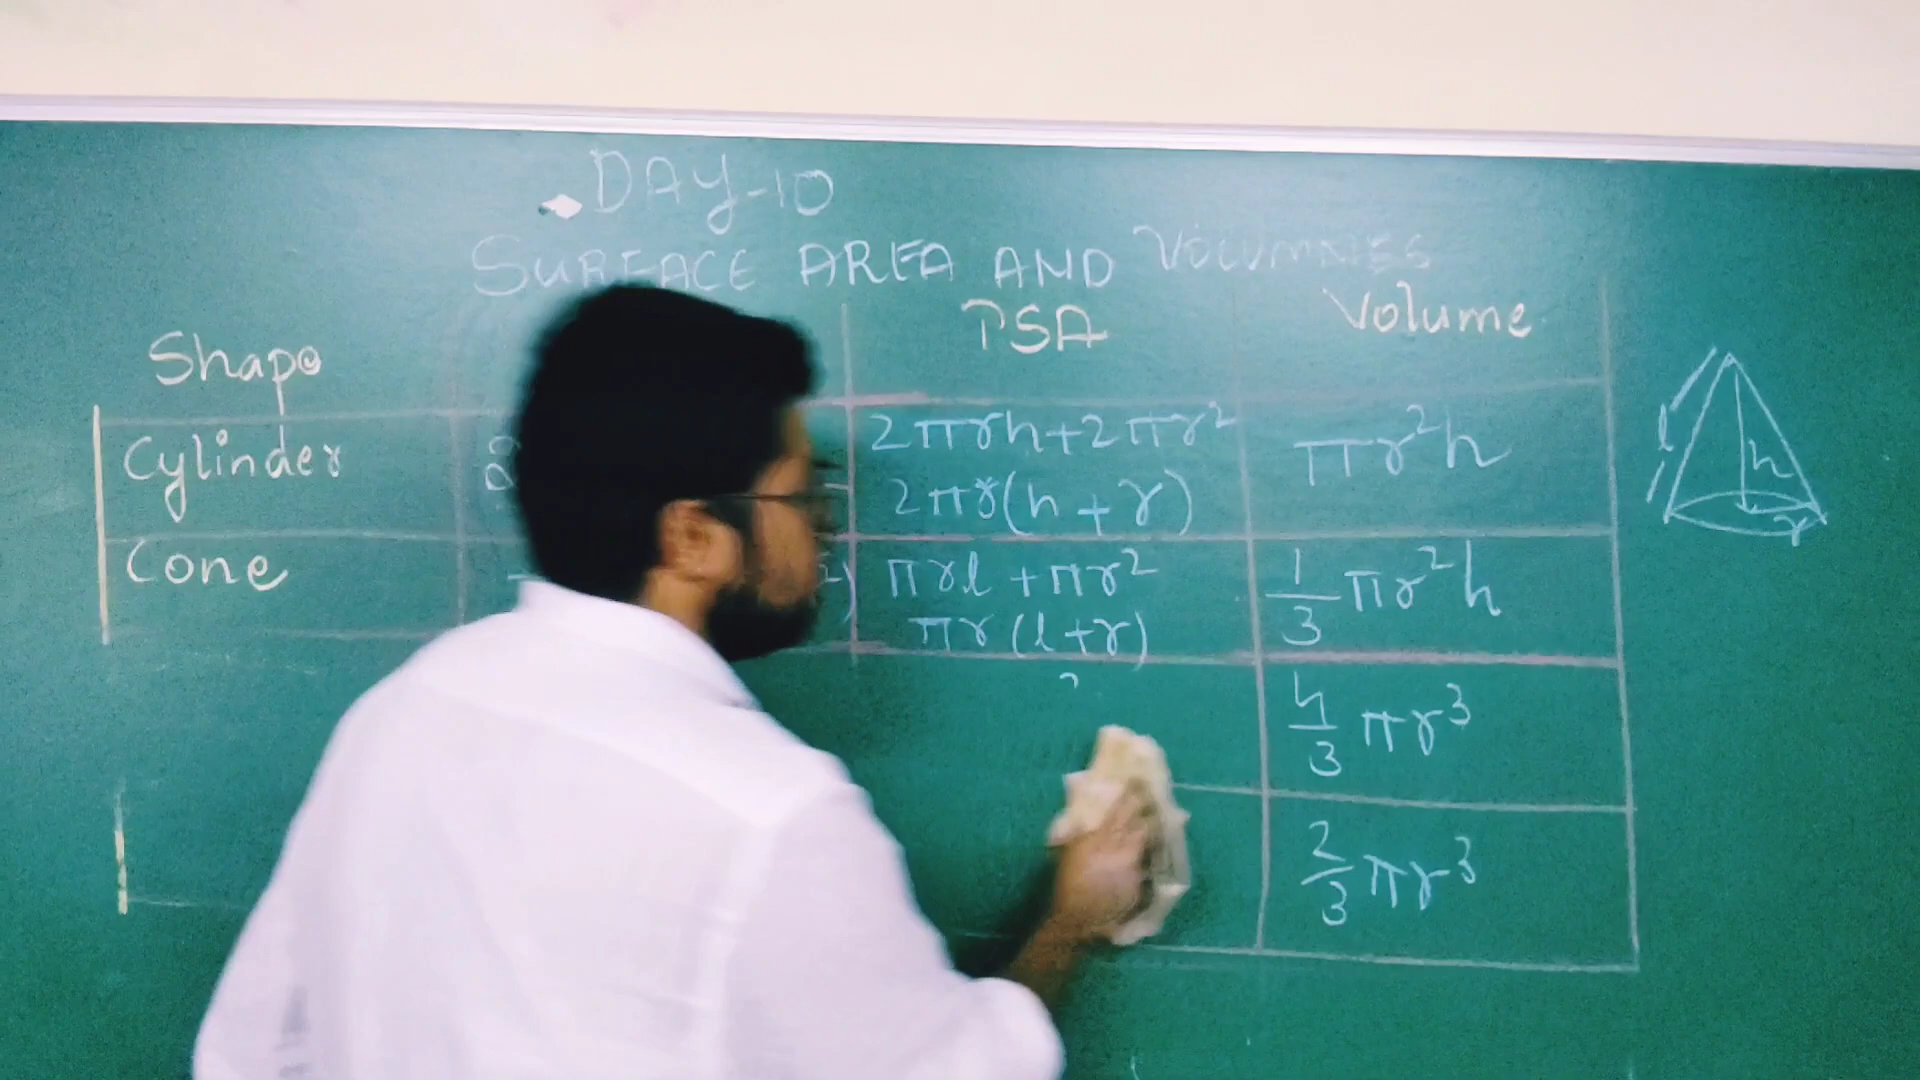 DAY-10
SURFACE AREA AND VOLUMNES
Shape TSA Volume
Cylinder 2πrh+2πr² πr²h
2πr(h+r)
Cone πrl+πr² 1/3 πr²h
πr(l+r)
4/3 πr³
2/3 πr³
l h r